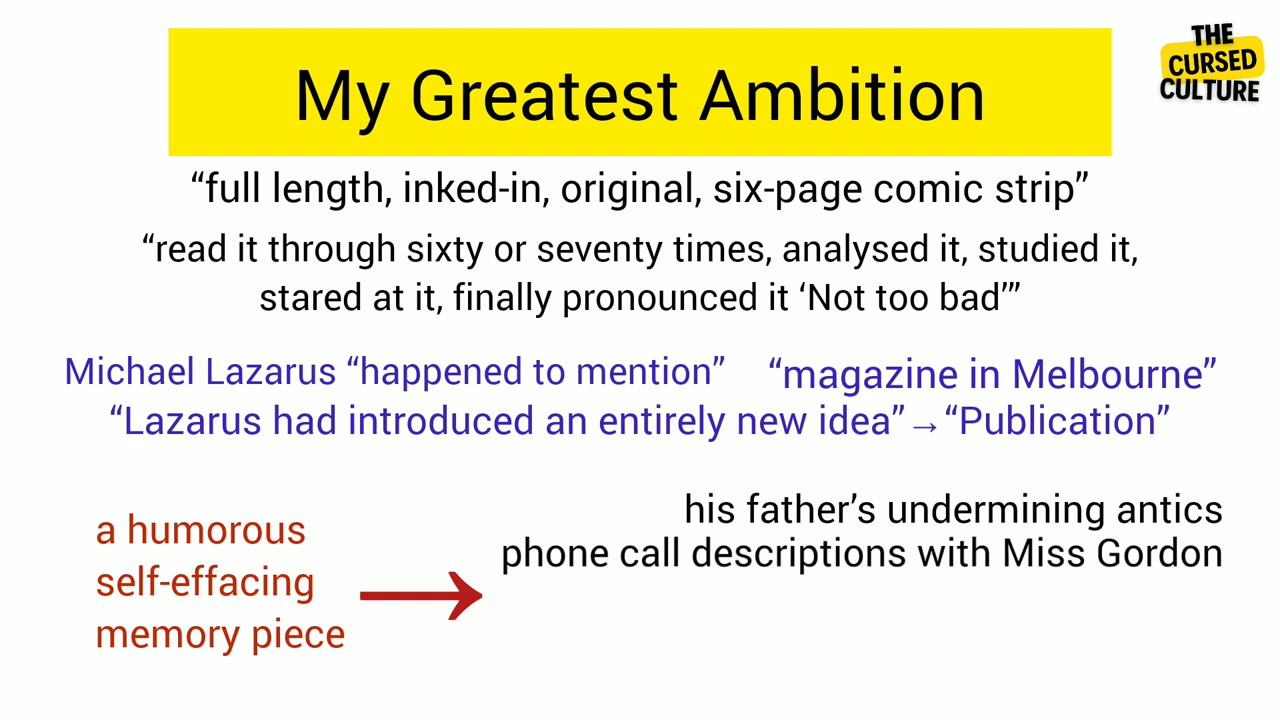 My Greatest Ambition
THE
CURSED
CULTURE
“full length, inked-in, original, six-page comic strip”
“read it through sixty or seventy times, analysed it, studied it,
stared at it, finally pronounced it ‘Not too bad’”
Michael Lazarus “happened to mention” “magazine in Melbourne”
“Lazarus had introduced an entirely new idea”→“Publication”
a humorous
self-effacing
memory piece
his father’s undermining antics
phone call descriptions with Miss Gordon